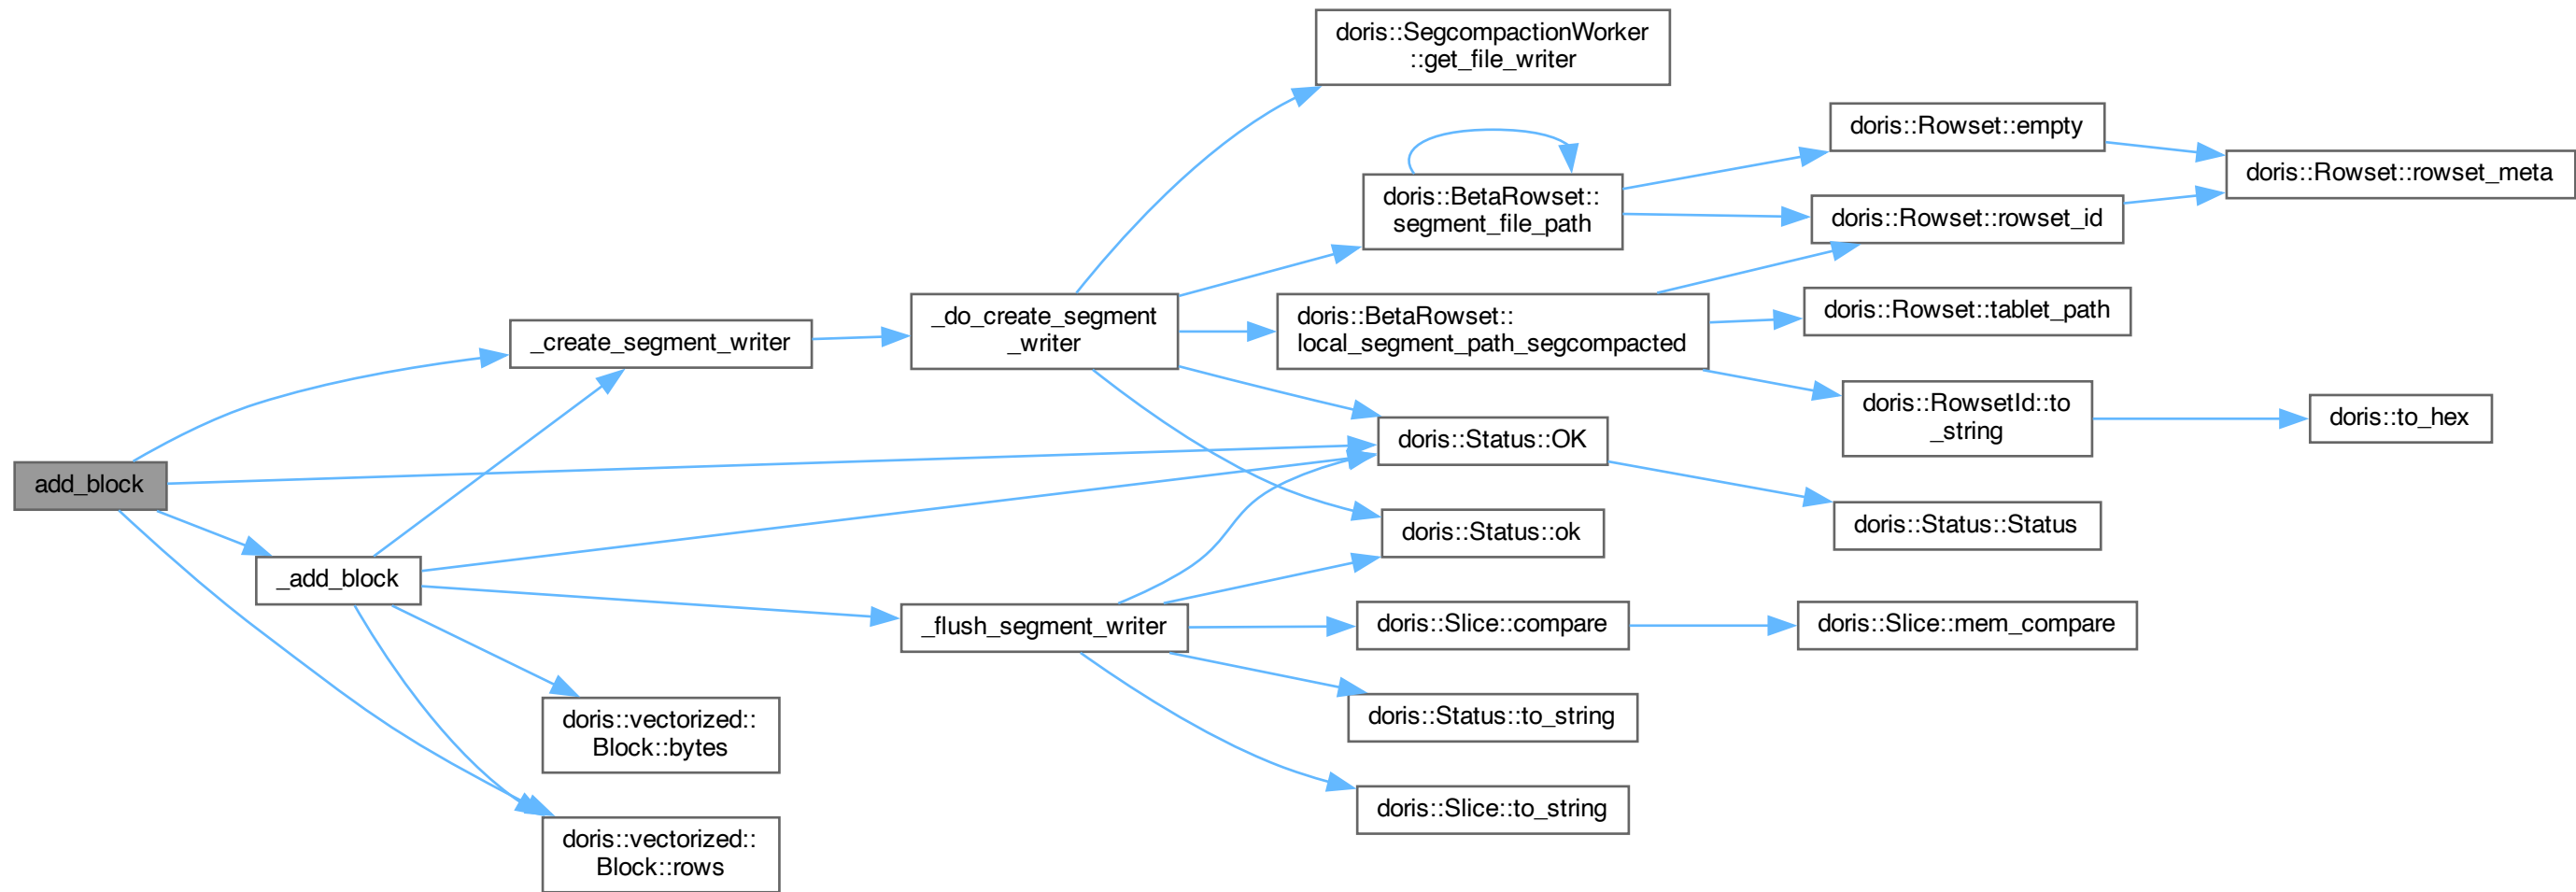 add_block
_add_block
_create_segment_writer
doris::vectorized::
Block::bytes
doris::vectorized::
Block::rows
_do_create_segment
_writer
_flush_segment_writer
doris::SegcompactionWorker
::get_file_writer
doris::BetaRowset::
segment_file_path
doris::BetaRowset::
local_segment_path_segcompacted
doris::Status::OK
doris::Status::ok
doris::Slice::compare
doris::Status::to_string
doris::Slice::to_string
doris::Rowset::empty
doris::Rowset::rowset_id
doris::Rowset::tablet_path
doris::RowsetId::to
_string
doris::Status::Status
doris::Slice::mem_compare
doris::Rowset::rowset_meta
doris::to_hex